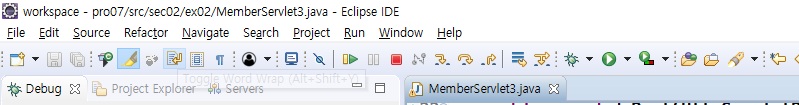 workspace - pro07/src/sec02/ex02/MemberServlet3.java - Eclipse IDE
File Edit Source Refactor Navigate Search Project Run Window Help
Toggle Word Wrap (Alt+Shift+Y)
Debug Project Explorer Servers MemberServlet3.java